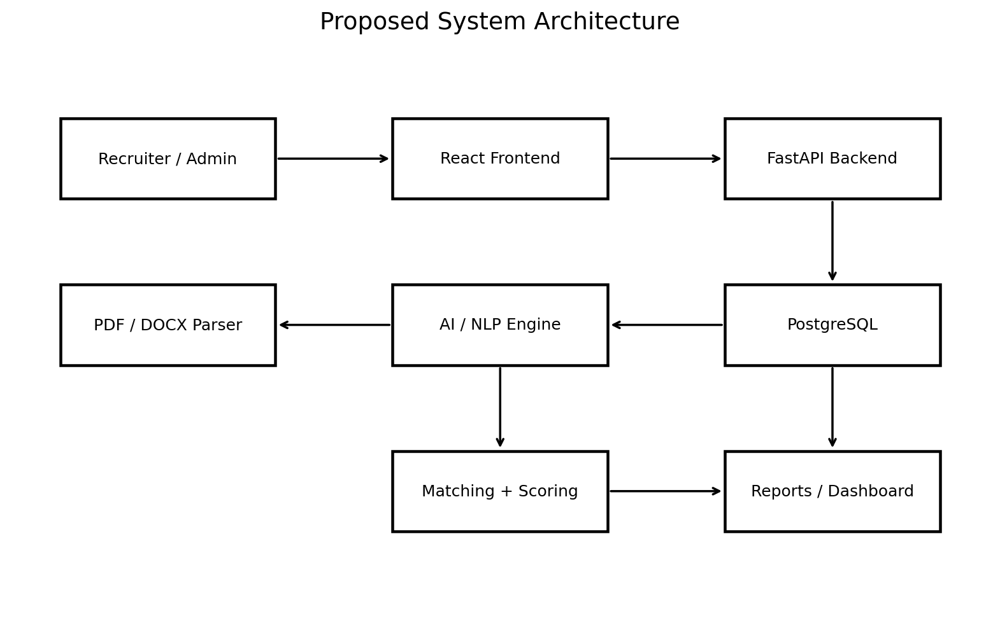 Proposed System Architecture
Recruiter / Admin
React Frontend
FastAPI Backend
PDF / DOCX Parser
AI / NLP Engine
PostgreSQL
Matching + Scoring
Reports / Dashboard